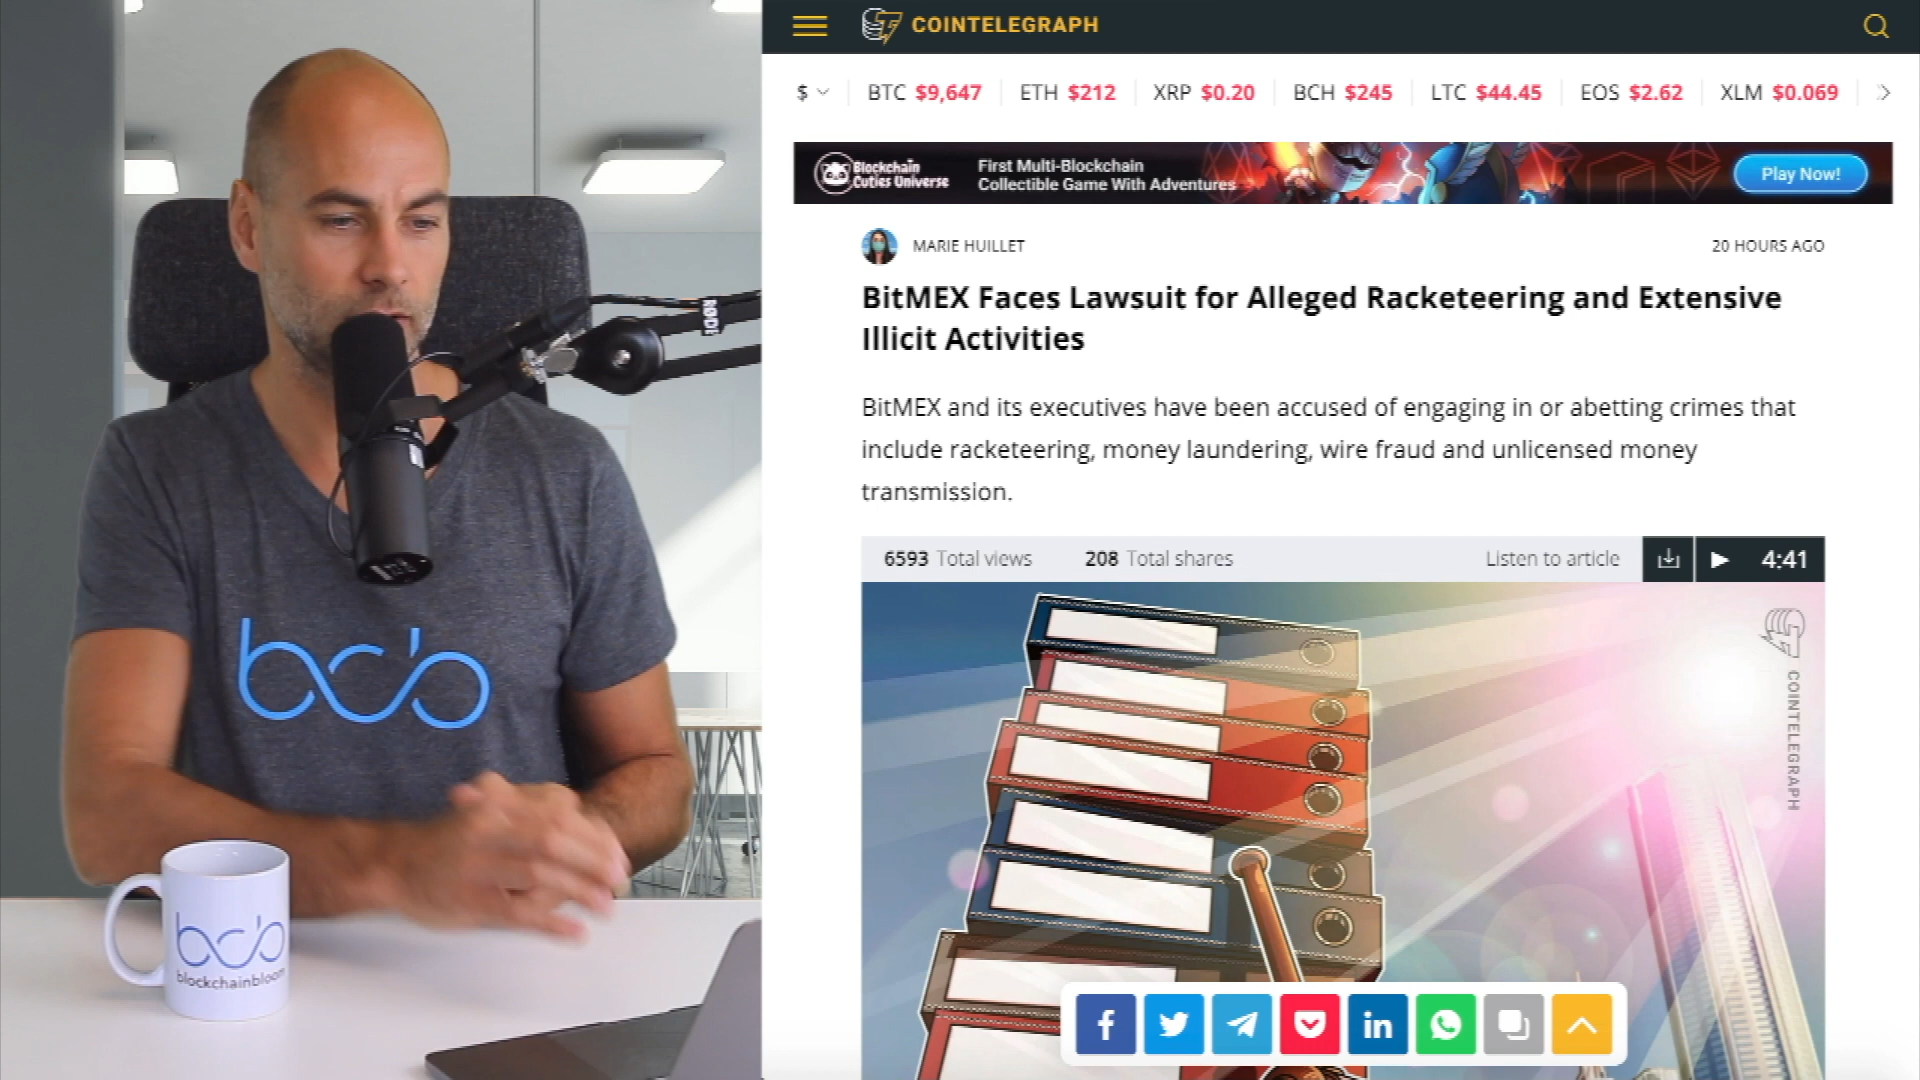 COINTELEGRAPH
$ BTC $9,647 ETH $212 XRP $0.20 BCH $245 LTC $44.45 EOS $2.62 XLM $0.069
Blockchain
Cuties Universe
First Multi-Blockchain
Collectible Game With Adventures
Play Now!
MARIE HUILLET
20 HOURS AGO
BitMEX Faces Lawsuit for Alleged Racketeering and Extensive
Illicit Activities
BitMEX and its executives have been accused of engaging in or abetting crimes that
include racketeering, money laundering, wire fraud and unlicensed money
transmission.
6593 Total views 208 Total shares Listen to article 4:41
COINTELEGRAPH
RØDE
bcb
bcb
blockchainbloom
f in